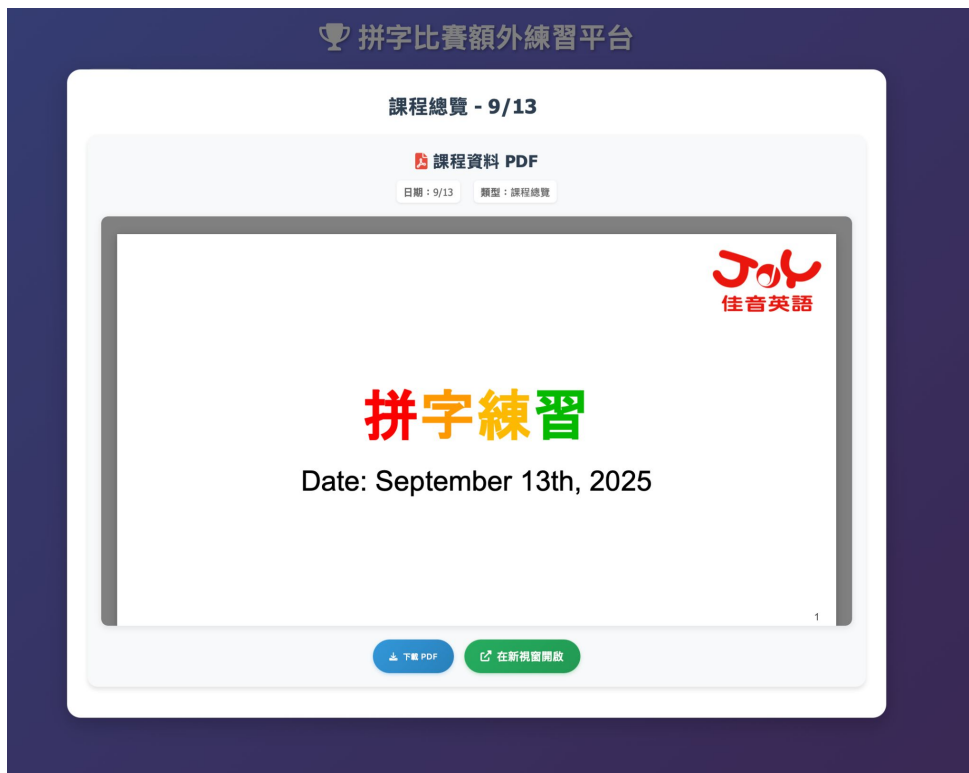 拼字比賽額外練習平台
課程總覽 - 9/13
課程資料 PDF
日期：9/13 類型：課程總覽
JOY
佳音英語
拼字練習
Date: September 13th, 2025
1
下載 PDF 在新視窗開啟